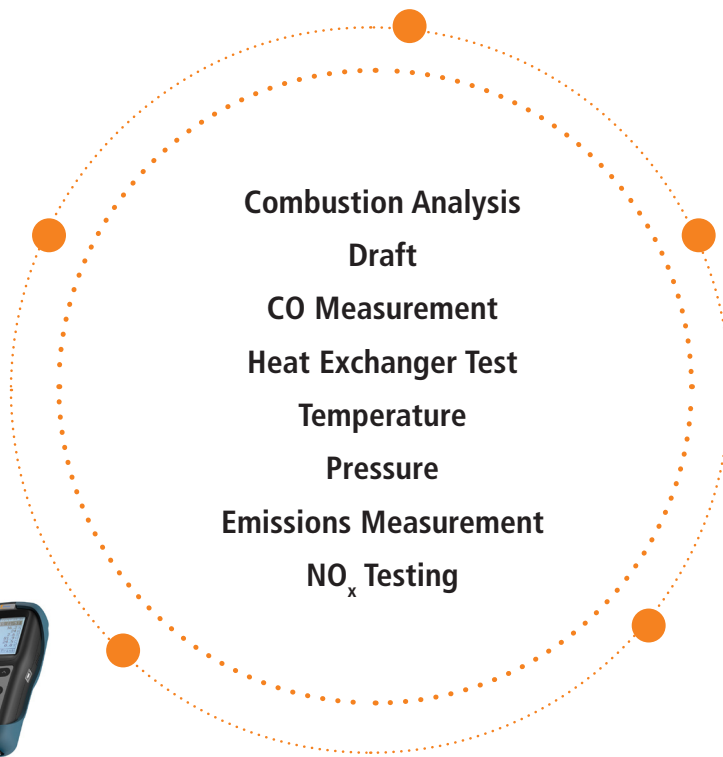 Combustion Analysis
Draft
CO Measurement
Heat Exchanger Test
Temperature
Pressure
Emissions Measurement
NOₓ Testing